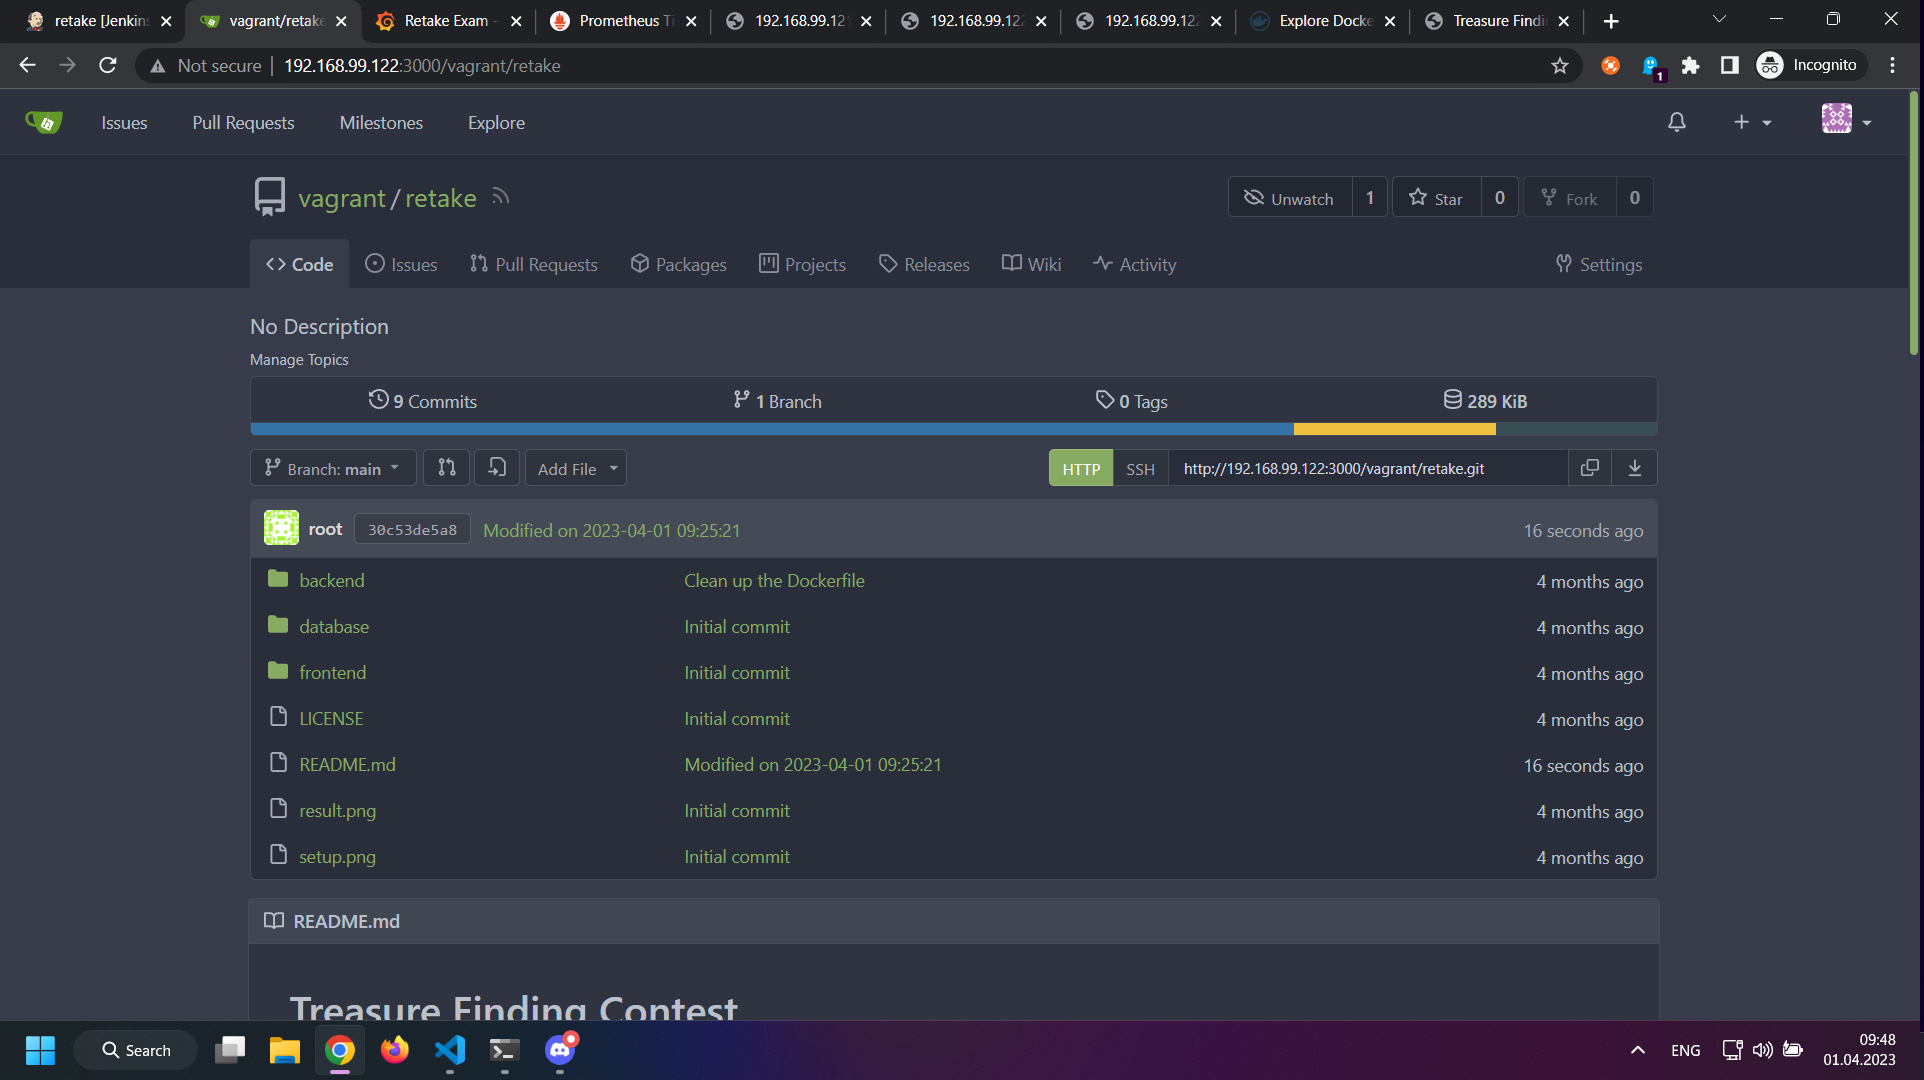 retake [Jenkins
vagrant/retake
Retake Exam -
Prometheus Ti
192.168.99.121
192.168.99.122
192.168.99.122
Explore Docke
Treasure Findi
Not secure 192.168.99.122:3000/vagrant/retake
1
Incognito
Issues Pull Requests Milestones Explore
vagrant / retake
Unwatch 1 Star 0 Fork 0
Code Issues Pull Requests Packages Projects Releases Wiki Activity Settings
No Description
Manage Topics
9 Commits 1 Branch 0 Tags 289 KiB
Branch: main Add File HTTP SSH http://192.168.99.122:3000/vagrant/retake.git
root 30c53de5a8 Modified on 2023-04-01 09:25:21 16 seconds ago
backend Clean up the Dockerfile 4 months ago
database Initial commit 4 months ago
frontend Initial commit 4 months ago
LICENSE Initial commit 4 months ago
README.md Modified on 2023-04-01 09:25:21 16 seconds ago
result.png Initial commit 4 months ago
setup.png Initial commit 4 months ago
README.md
Treasure Finding Contest
Search ENG 09:48
01.04.2023